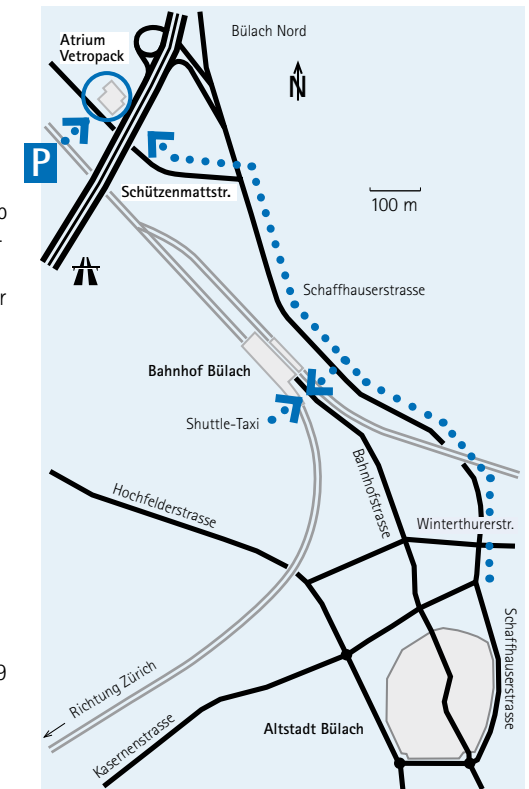 Atrium
Vetropack
Bülach Nord
N
P
Schützenmattstr.
100 m
o
-
r
Schaffhauserstrasse
Bahnhof Bülach
Shuttle-Taxi
Bahnhofstrasse
Hochfelderstrasse
Winterthurerstr.
Schaffhauserstrasse
9
Richtung Zürich
Altstadt Bülach
Kasernenstrasse